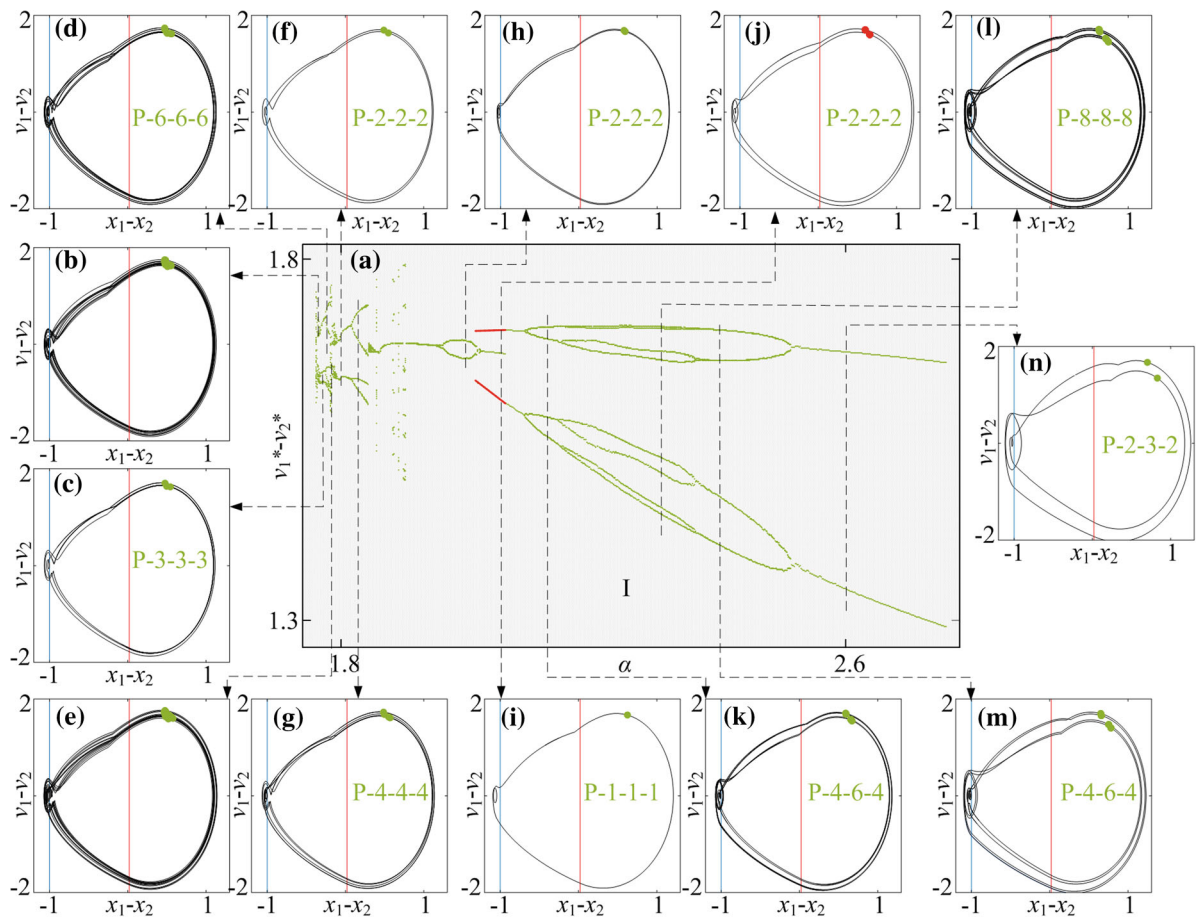 (d)
2
v₁-v₂
P-6-6-6
-2
-1
x₁-x₂
1
(f)
2
v₁-v₂
P-2-2-2
-2
-1
x₁-x₂
1
(h)
2
v₁-v₂
P-2-2-2
-2
-1
x₁-x₂
1
(j)
2
v₁-v₂
P-2-2-2
-2
-1
x₁-x₂
1
(l)
2
v₁-v₂
P-8-8-8
-2
-1
x₁-x₂
1
(b)
2
v₁-v₂
-2
-1
x₁-x₂
1
(a)
1.8
v₁*-v₂*
1.3
I
1.8
α
2.6
(n)
2
v₁-v₂
P-2-3-2
-2
-1
x₁-x₂
1
(c)
2
v₁-v₂
P-3-3-3
-2
-1
x₁-x₂
1
(e)
2
v₁-v₂
-2
-1
x₁-x₂
1
(g)
2
v₁-v₂
P-4-4-4
-2
-1
x₁-x₂
1
(i)
2
v₁-v₂
P-1-1-1
-2
-1
x₁-x₂
1
(k)
2
v₁-v₂
P-4-6-4
-2
-1
x₁-x₂
1
(m)
2
v₁-v₂
P-4-6-4
-2
-1
x₁-x₂
1